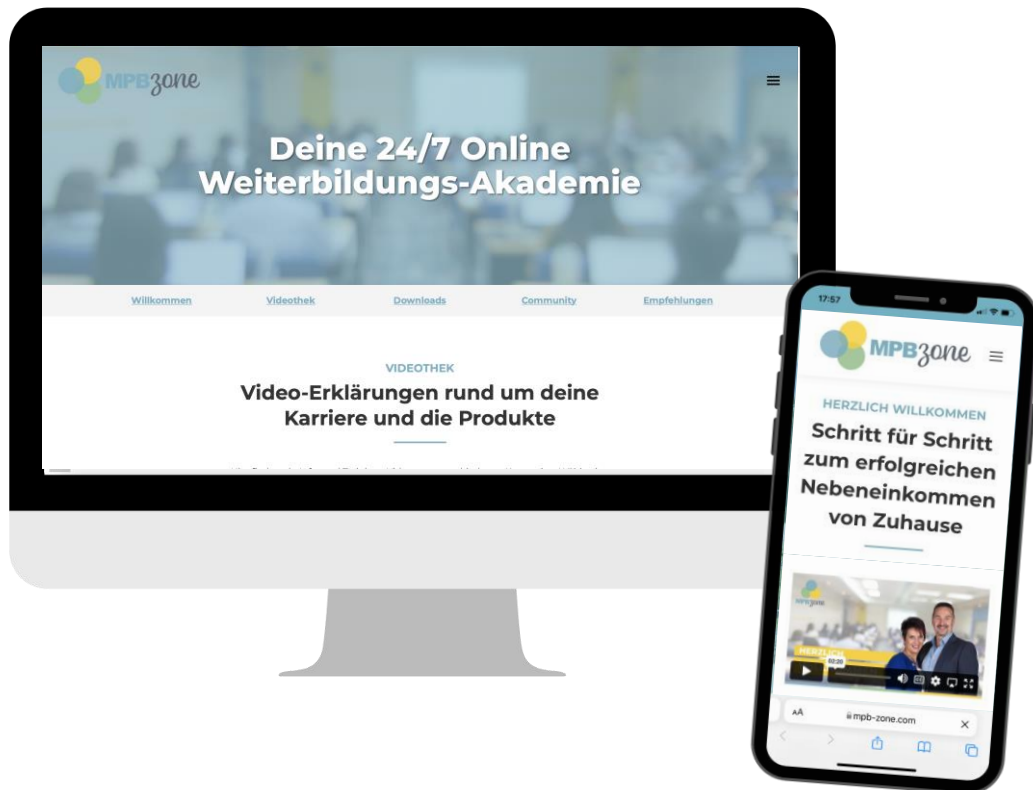 MPBzone
Deine 24/7 Online
Weiterbildungs-Akademie
Willkommen
Videothek
Downloads
Community
Empfehlungen
VIDEOTHEK
Video-Erklärungen rund um deine
Karriere und die Produkte
17:57
MPBzone
HERZLICH WILLKOMMEN
Schritt für Schritt
zum erfolgreichen
Nebeneinkommen
von Zuhause
MPBzone
HERZLICH
02:20
AA
mpb-zone.com